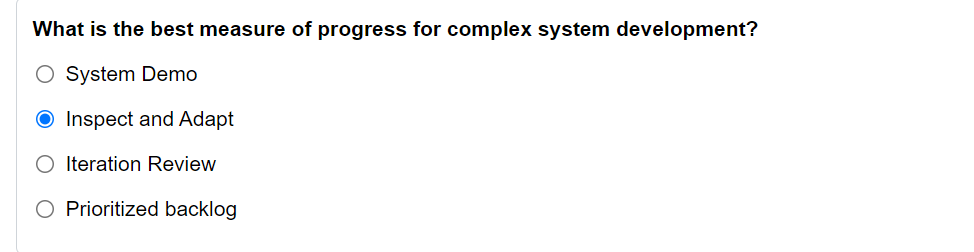 What is the best measure of progress for complex system development?
System Demo
Inspect and Adapt
Iteration Review
Prioritized backlog